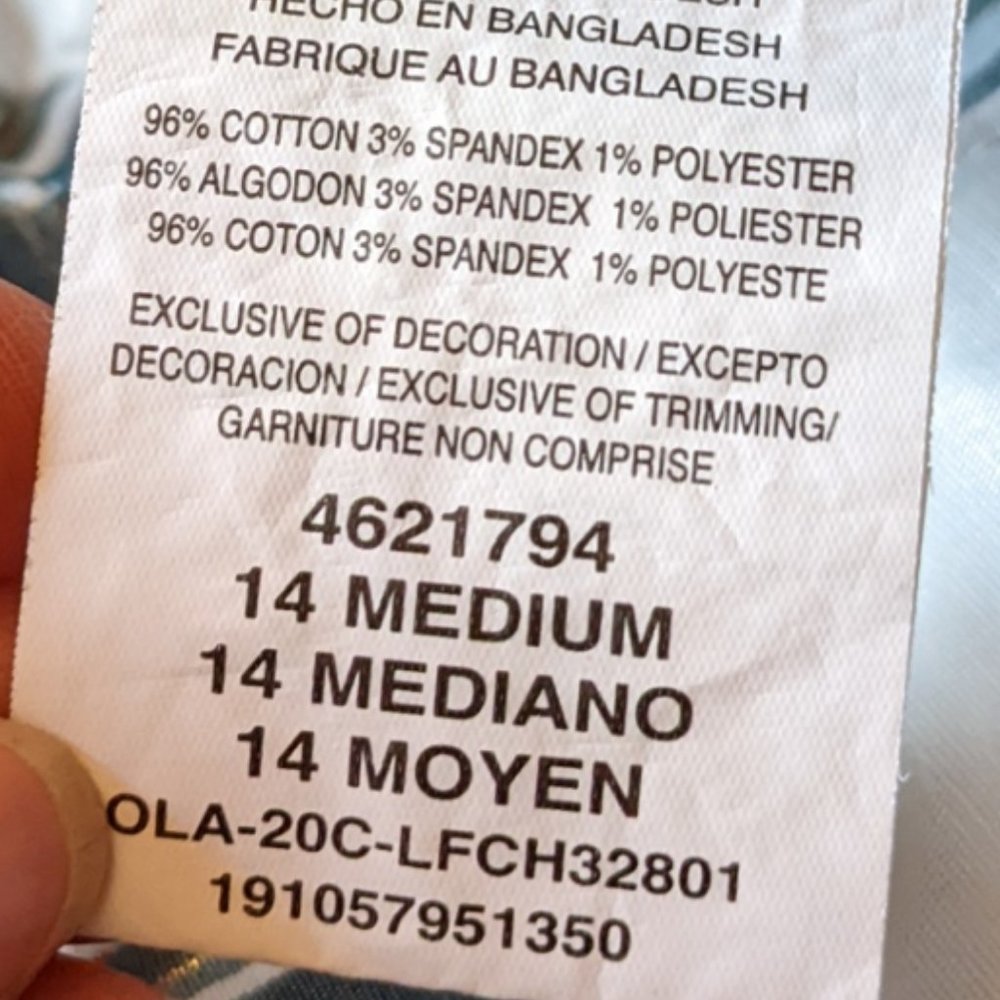 HECHO EN BANGLADESH
FABRIQUE AU BANGLADESH
96% COTTON 3% SPANDEX 1% POLYESTER
96% ALGODON 3% SPANDEX 1% POLIESTER
96% COTON 3% SPANDEX 1% POLYESTE
EXCLUSIVE OF DECORATION / EXCEPTO
DECORACION / EXCLUSIVE OF TRIMMING/
GARNITURE NON COMPRISE
4621794
14 MEDIUM
14 MEDIANO
14 MOYEN
OLA-20C-LFCH32801
191057951350